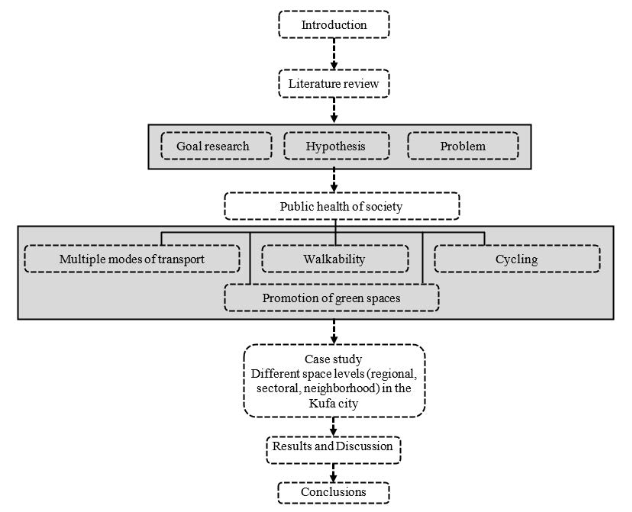 Introduction
Literature review
Goal research
Hypothesis
Problem
Public health of society
Multiple modes of transport
Walkability
Cycling
Promotion of green spaces
Case study
Different space levels (regional,
sectoral, neighborhood) in the
Kufa city
Results and Discussion
Conclusions